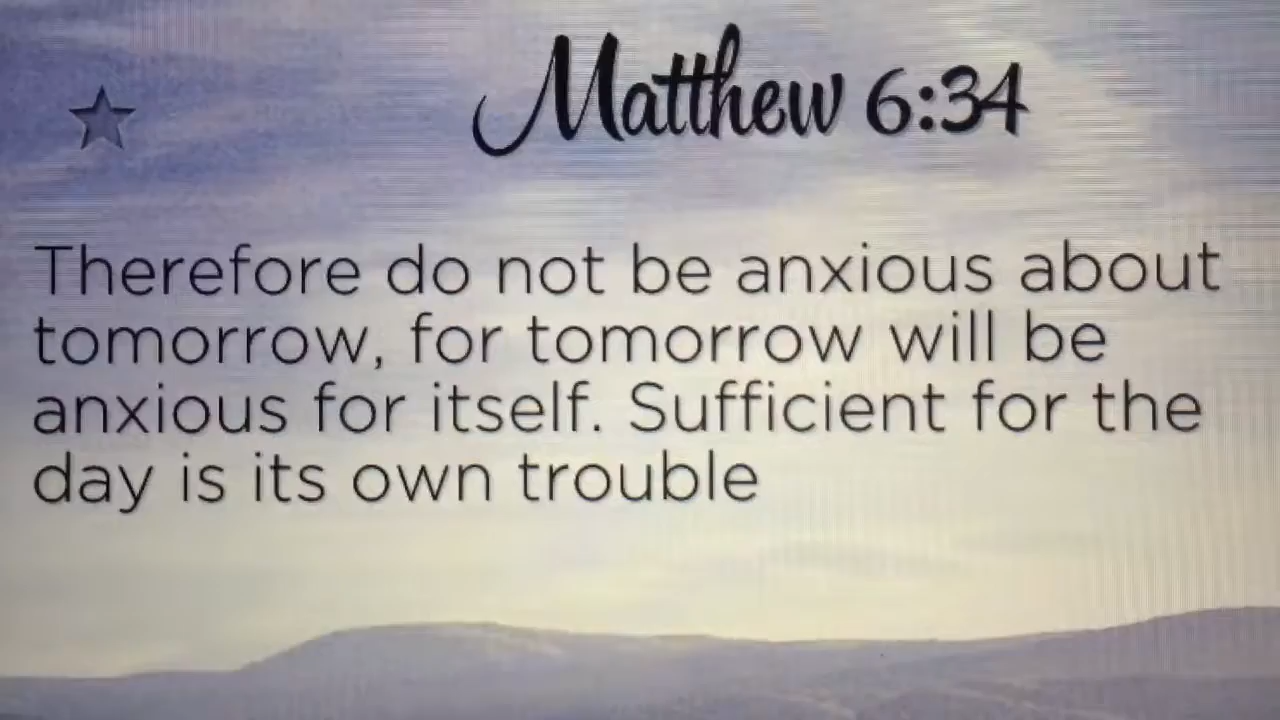 Matthew 6:34
Therefore do not be anxious about
tomorrow, for tomorrow will be
anxious for itself. Sufficient for the
day is its own trouble